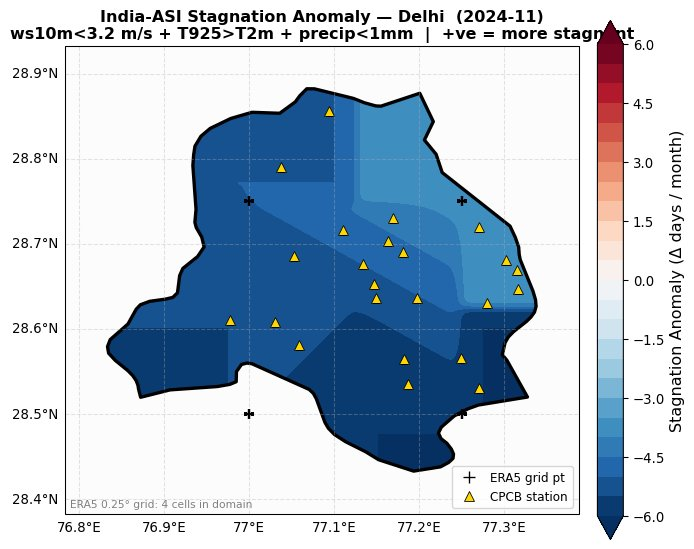 India-ASI Stagnation Anomaly — Delhi  (2024-11)
ws10m<3.2 m/s + T925>T2m + precip<1mm  |  +ve = more stagnant
28.9°N
28.8°N
28.7°N
28.6°N
28.5°N
28.4°N
76.8°E
76.9°E
77°E
77.1°E
77.2°E
77.3°E
ERA5 0.25° grid: 4 cells in domain
ERA5 grid pt
CPCB station
6.0
4.5
3.0
1.5
0.0
−1.5
−3.0
−4.5
−6.0
Stagnation Anomaly (Δ days / month)